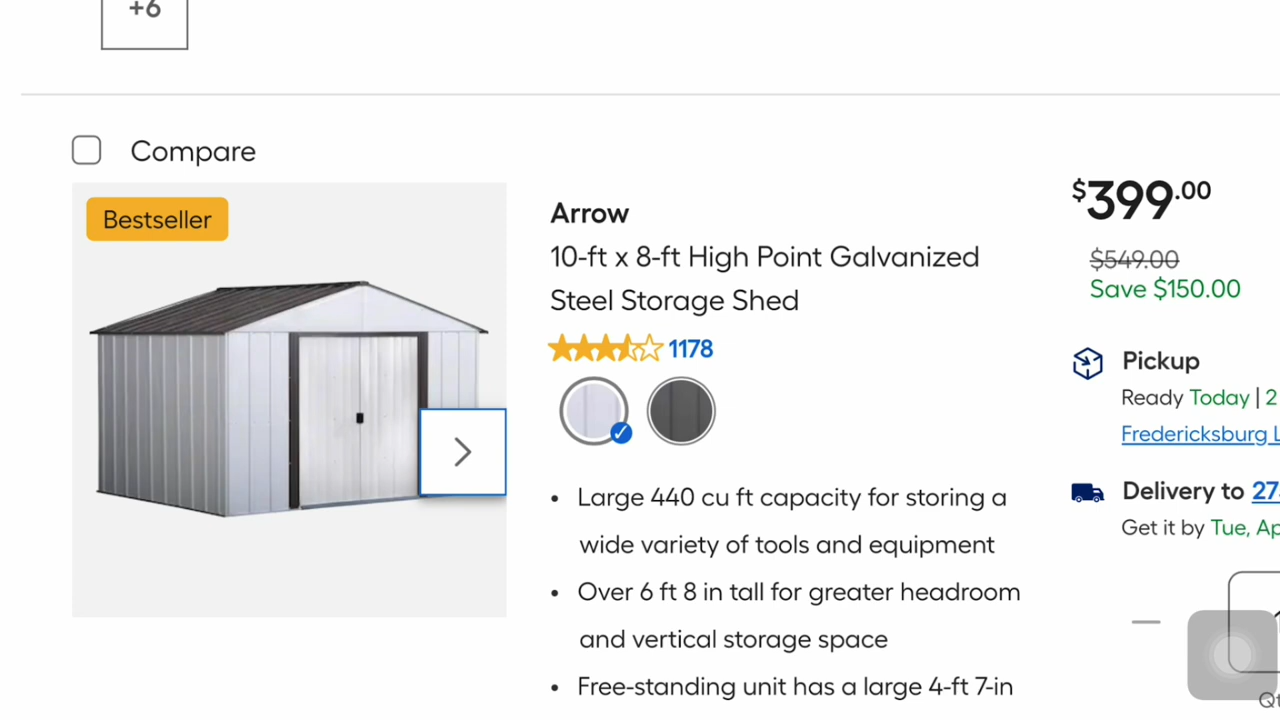 +6
Compare
Bestseller
Arrow
10-ft x 8-ft High Point Galvanized
Steel Storage Shed
1178
Large 440 cu ft capacity for storing a
wide variety of tools and equipment
Over 6 ft 8 in tall for greater headroom
and vertical storage space
Free-standing unit has a large 4-ft 7-in
$399.00
$549.00
Save $150.00
Pickup
Ready Today | 2
Fredericksburg L
Delivery to 27
Get it by Tue, Ap